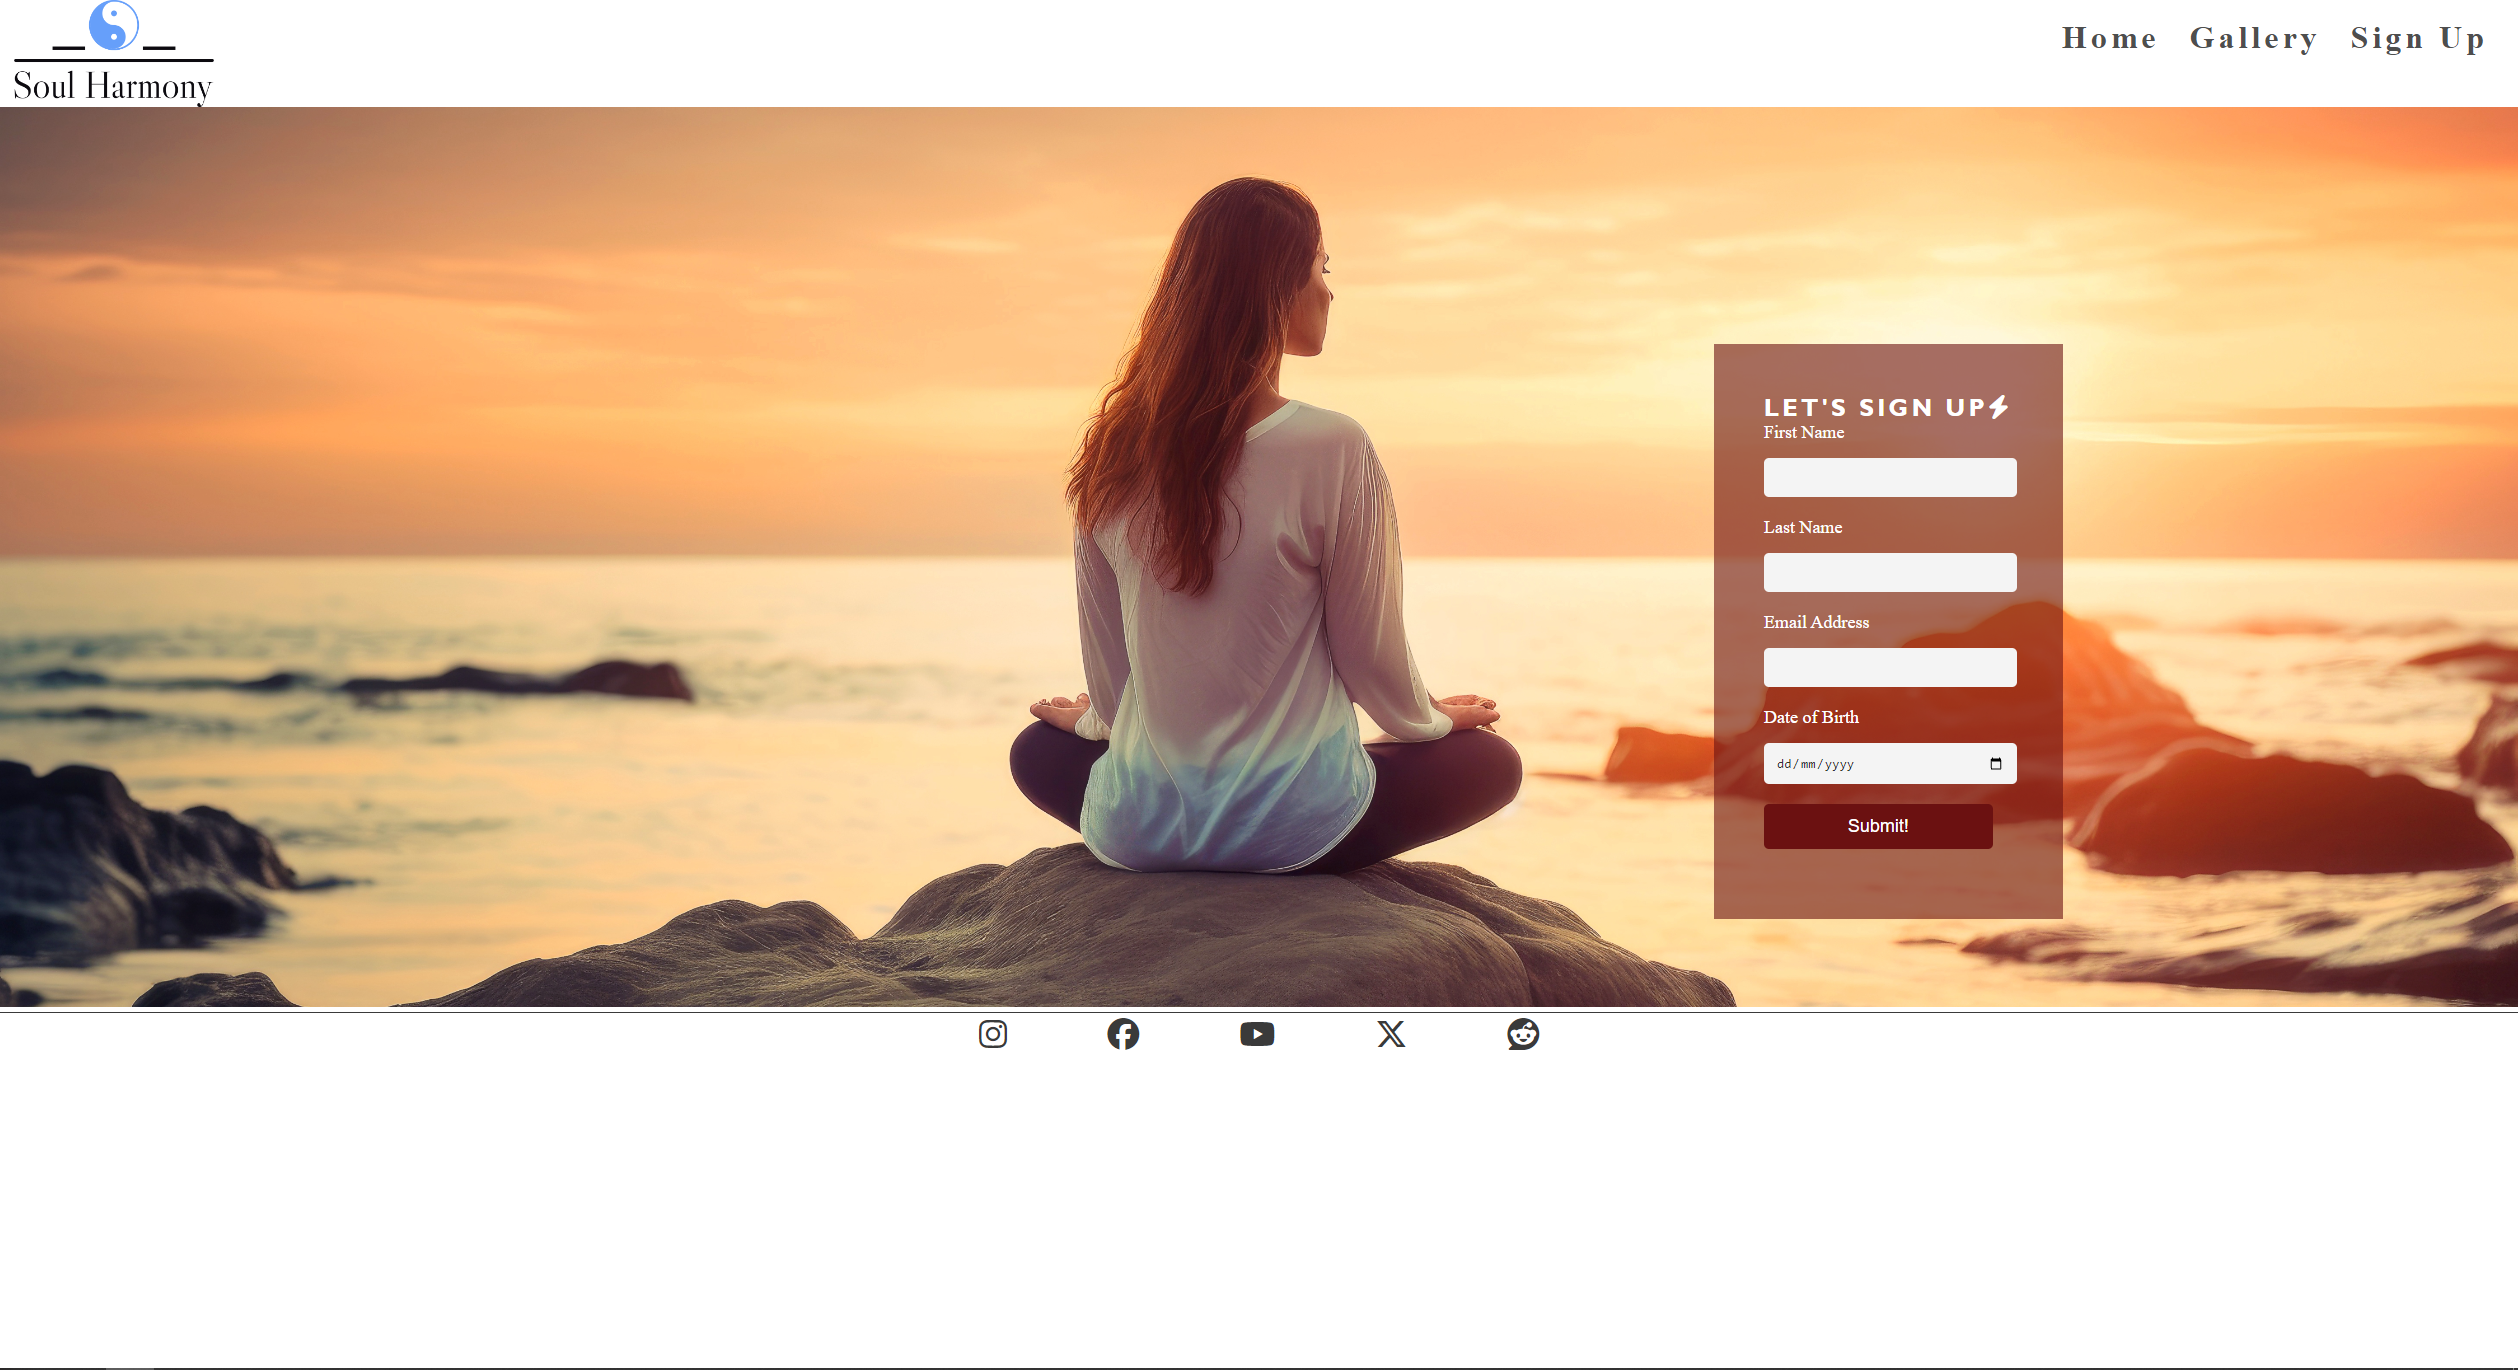 Soul Harmony
Home Gallery Sign Up
LET'S SIGN UP
First Name
Last Name
Email Address
Date of Birth
dd/mm/yyyy
Submit!